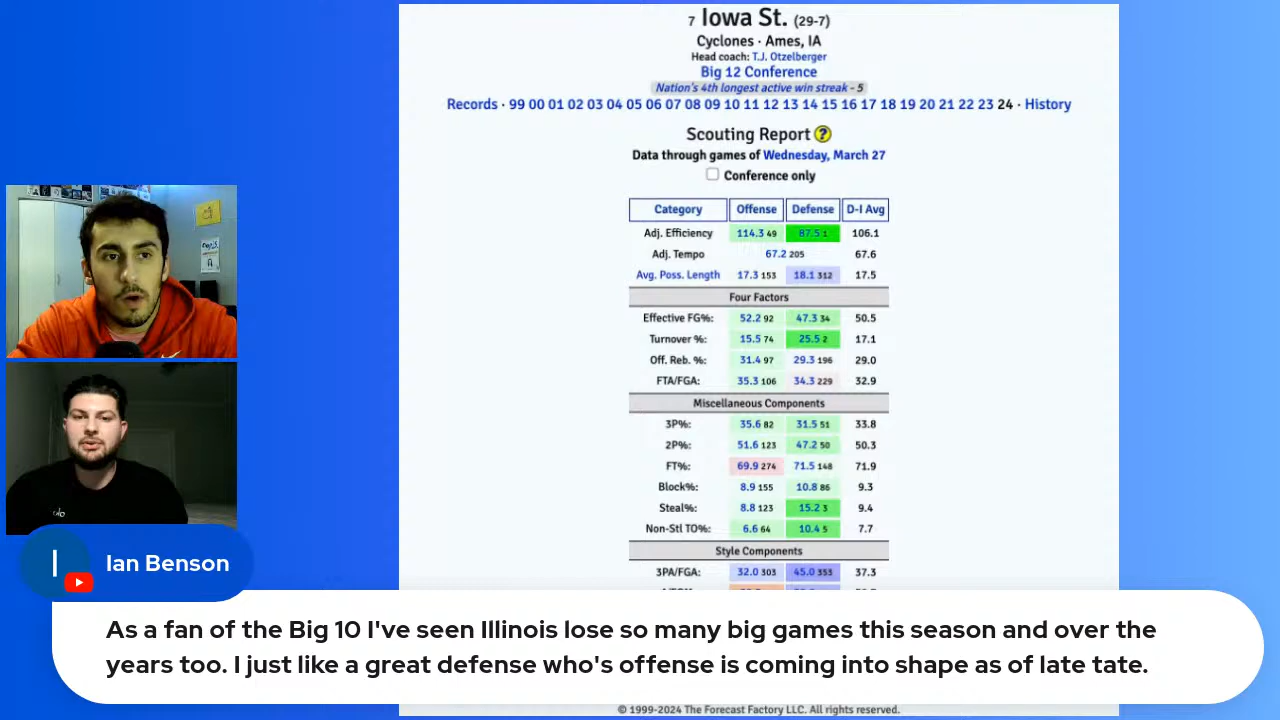 7 Iowa St. (29-7)
Cyclones · Ames, IA
Head coach: T.J. Otzelberger
Big 12 Conference
Nation's 4th longest active win streak - 5
Records · 99 00 01 02 03 04 05 06 07 08 09 10 11 12 13 14 15 16 17 18 19 20 21 22 23 24 · History
Scouting Report ?
Data through games of Wednesday, March 27
Conference only
Category Offense Defense D-I Avg
Adj. Efficiency 114.3 49 87.5 1 106.1
Adj. Tempo 67.2 205 67.6
Avg. Poss. Length 17.3 153 18.1 312 17.5
Four Factors
Effective FG%: 52.2 92 47.3 34 50.5
Turnover %: 15.5 74 25.5 2 17.1
Off. Reb. %: 31.4 97 29.3 196 29.0
FTA/FGA: 35.3 106 34.3 229 32.9
Miscellaneous Components
3P%: 35.6 82 31.5 51 33.8
2P%: 51.6 123 47.2 50 50.3
FT%: 69.9 274 71.5 148 71.9
Block%: 8.9 155 10.8 86 9.3
Steal%: 8.8 123 15.2 3 9.4
Non-Stl TO%: 6.6 64 10.4 5 7.7
Style Components
3PA/FGA: 32.0 303 45.0 353 37.3
I Ian Benson
As a fan of the Big 10 I've seen Illinois lose so many big games this season and over the
years too. I just like a great defense who's offense is coming into shape as of late tate.
© 1999-2024 The Forecast Factory LLC. All rights reserved.